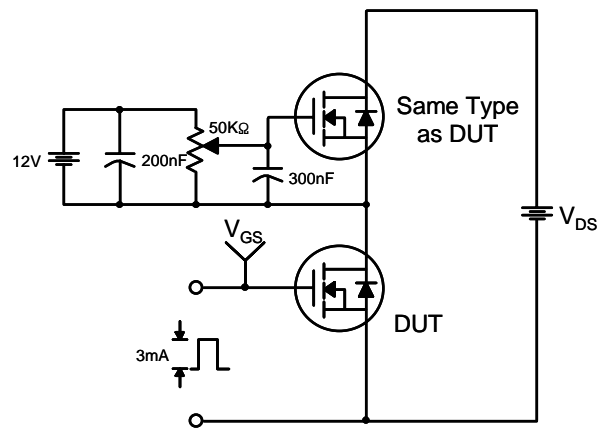 50KΩ
Same Type
as DUT
12V
200nF
300nF
V_GS
V_DS
DUT
3mA